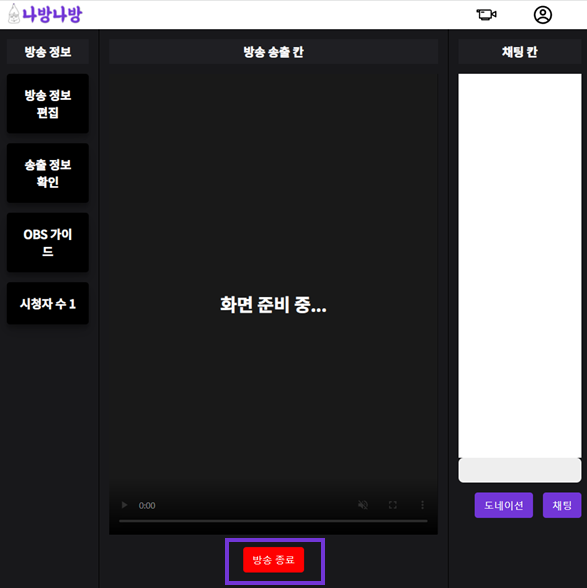 나방나방
방송 정보
방송 송출 칸
채팅 칸
방송 정보
편집
송출 정보
확인
OBS 가이
드
시청자 수 1
화면 준비 중...
0:00
도네이션
채팅
방송 종료